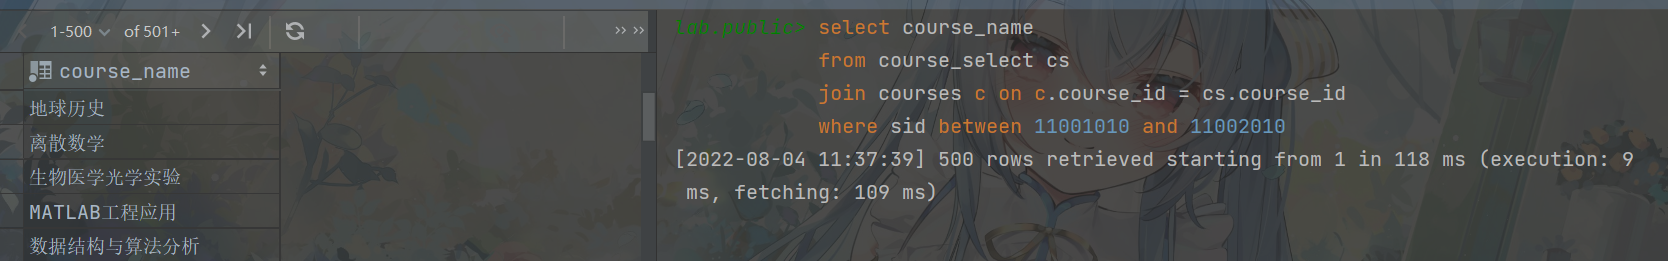 1-500 of 501+
course_name
地球历史
离散数学
生物医学光学实验
MATLAB工程应用
数据结构与算法分析
lab.public> select course_name
from course_select cs
join courses c on c.course_id = cs.course_id
where sid between 11001010 and 11002010
[2022-08-04 11:37:39] 500 rows retrieved starting from 1 in 118 ms (execution: 9
ms, fetching: 109 ms)